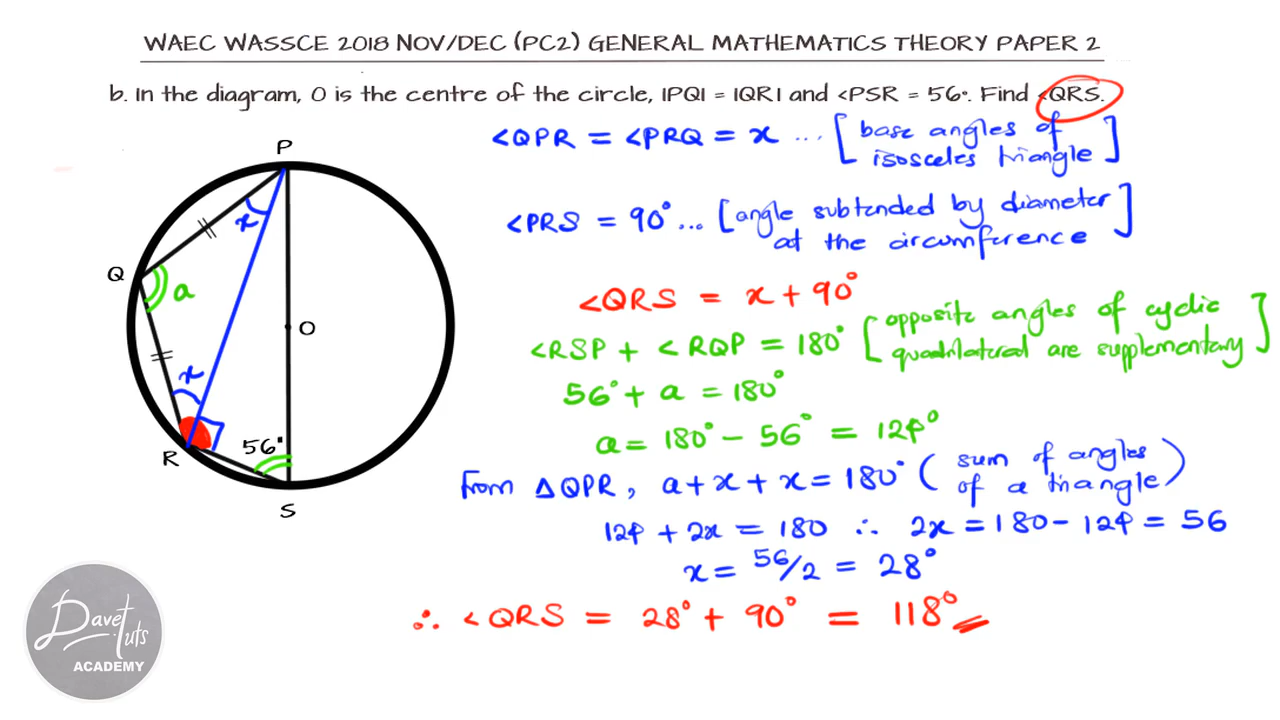 WAEC WASSCE 2018 NOV/DEC (PC2) GENERAL MATHEMATICS THEORY PAPER 2
b. In the diagram, O is the centre of the circle, |PQ| = |QR| and <PSR = 56°. Find <QRS.
<QPR = <PRQ = x ... [base angles of
isosceles triangle]
<PRS = 90° ... [angle subtended by diameter
at the circumference]
<QRS = x + 90°
<RSP + <RQP = 180° [opposite angles of cyclic
quadrilateral are supplementary]
56° + a = 180°
a = 180° - 56° = 124°
From ΔQPR, a + x + x = 180° (sum of angles
of a triangle)
124 + 2x = 180 ∴ 2x = 180 - 124 = 56
x = 56/2 = 28°
∴ <QRS = 28° + 90° = 118°
P
x
Q
a
O
x
R
56°
S
Dave Tuts
ACADEMY